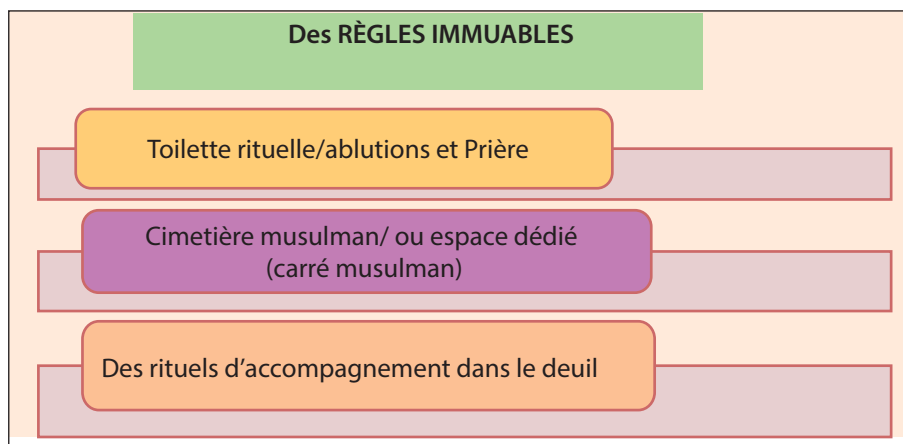 Des RÈGLES IMMUABLES
Toilette rituelle/ablutions et Prière
Cimetière musulman/ ou espace dédié
(carré musulman)
Des rituels d’accompagnement dans le deuil